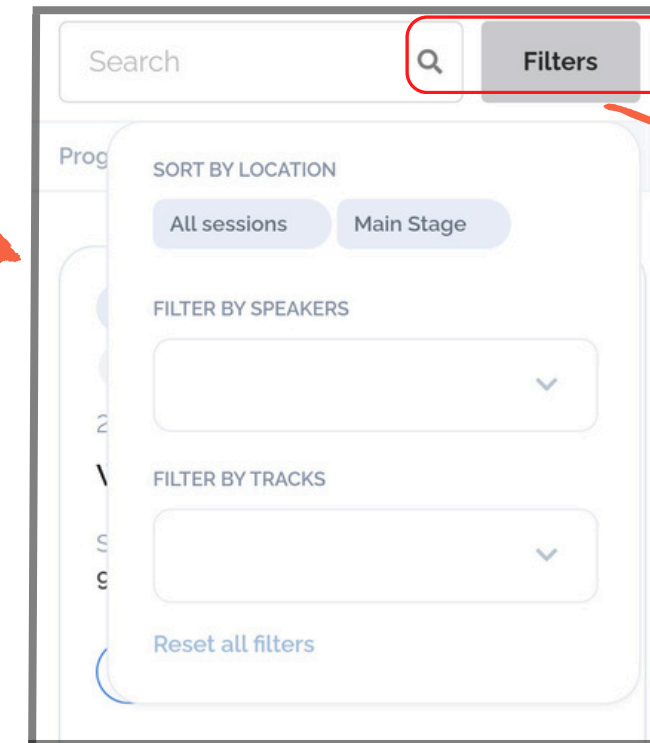 Search
Filters
Prog
SORT BY LOCATION
All sessions
Main Stage
FILTER BY SPEAKERS
FILTER BY TRACKS
Reset all filters